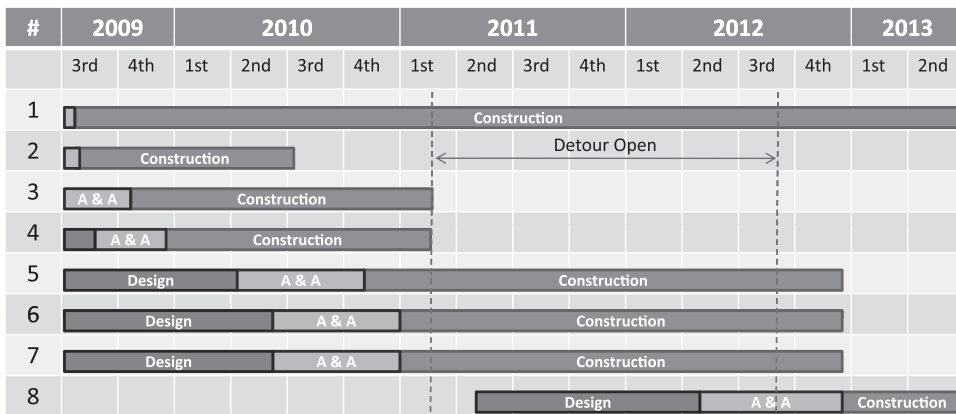 # 2009 2010 2011 2012 2013
3rd 4th 1st 2nd 3rd 4th 1st 2nd 3rd 4th 1st 2nd 3rd 4th 1st 2nd
1 Construction
2 Construction Detour Open
3 A & A Construction
4 A & A Construction
5 Design A & A Construction
6 Design A & A Construction
7 Design A & A Construction
8 Design A & A Construction